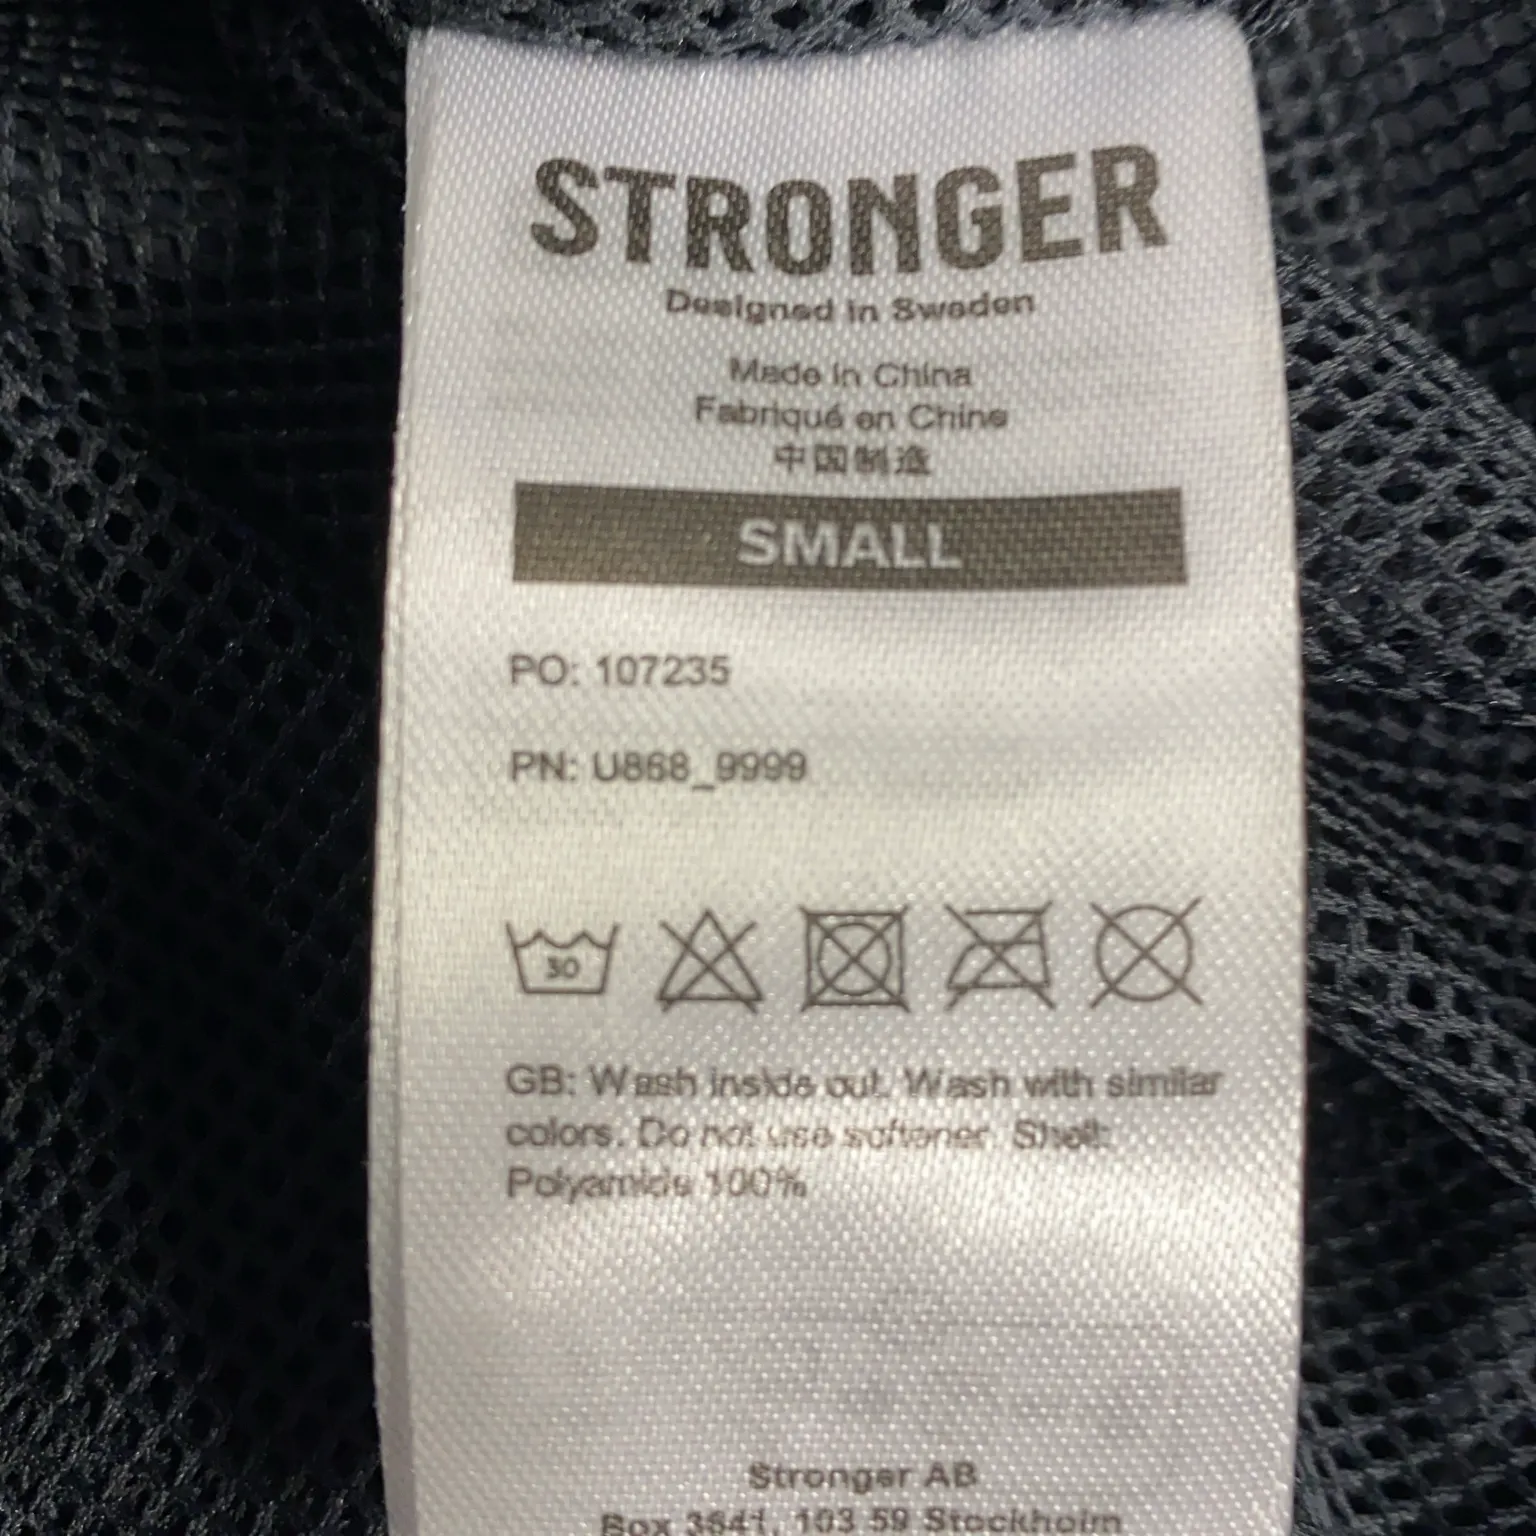 STRONGER
Designed in Sweden
Made in China
Fabriqué en Chine
中国制造
SMALL
PO: 107235
PN: U868_9999
30
GB: Wash inside out. Wash with similar
colors. Do not use softener. Shell:
Polyamide 100%
Stronger AB
Box 3641, 103 59 Stockholm